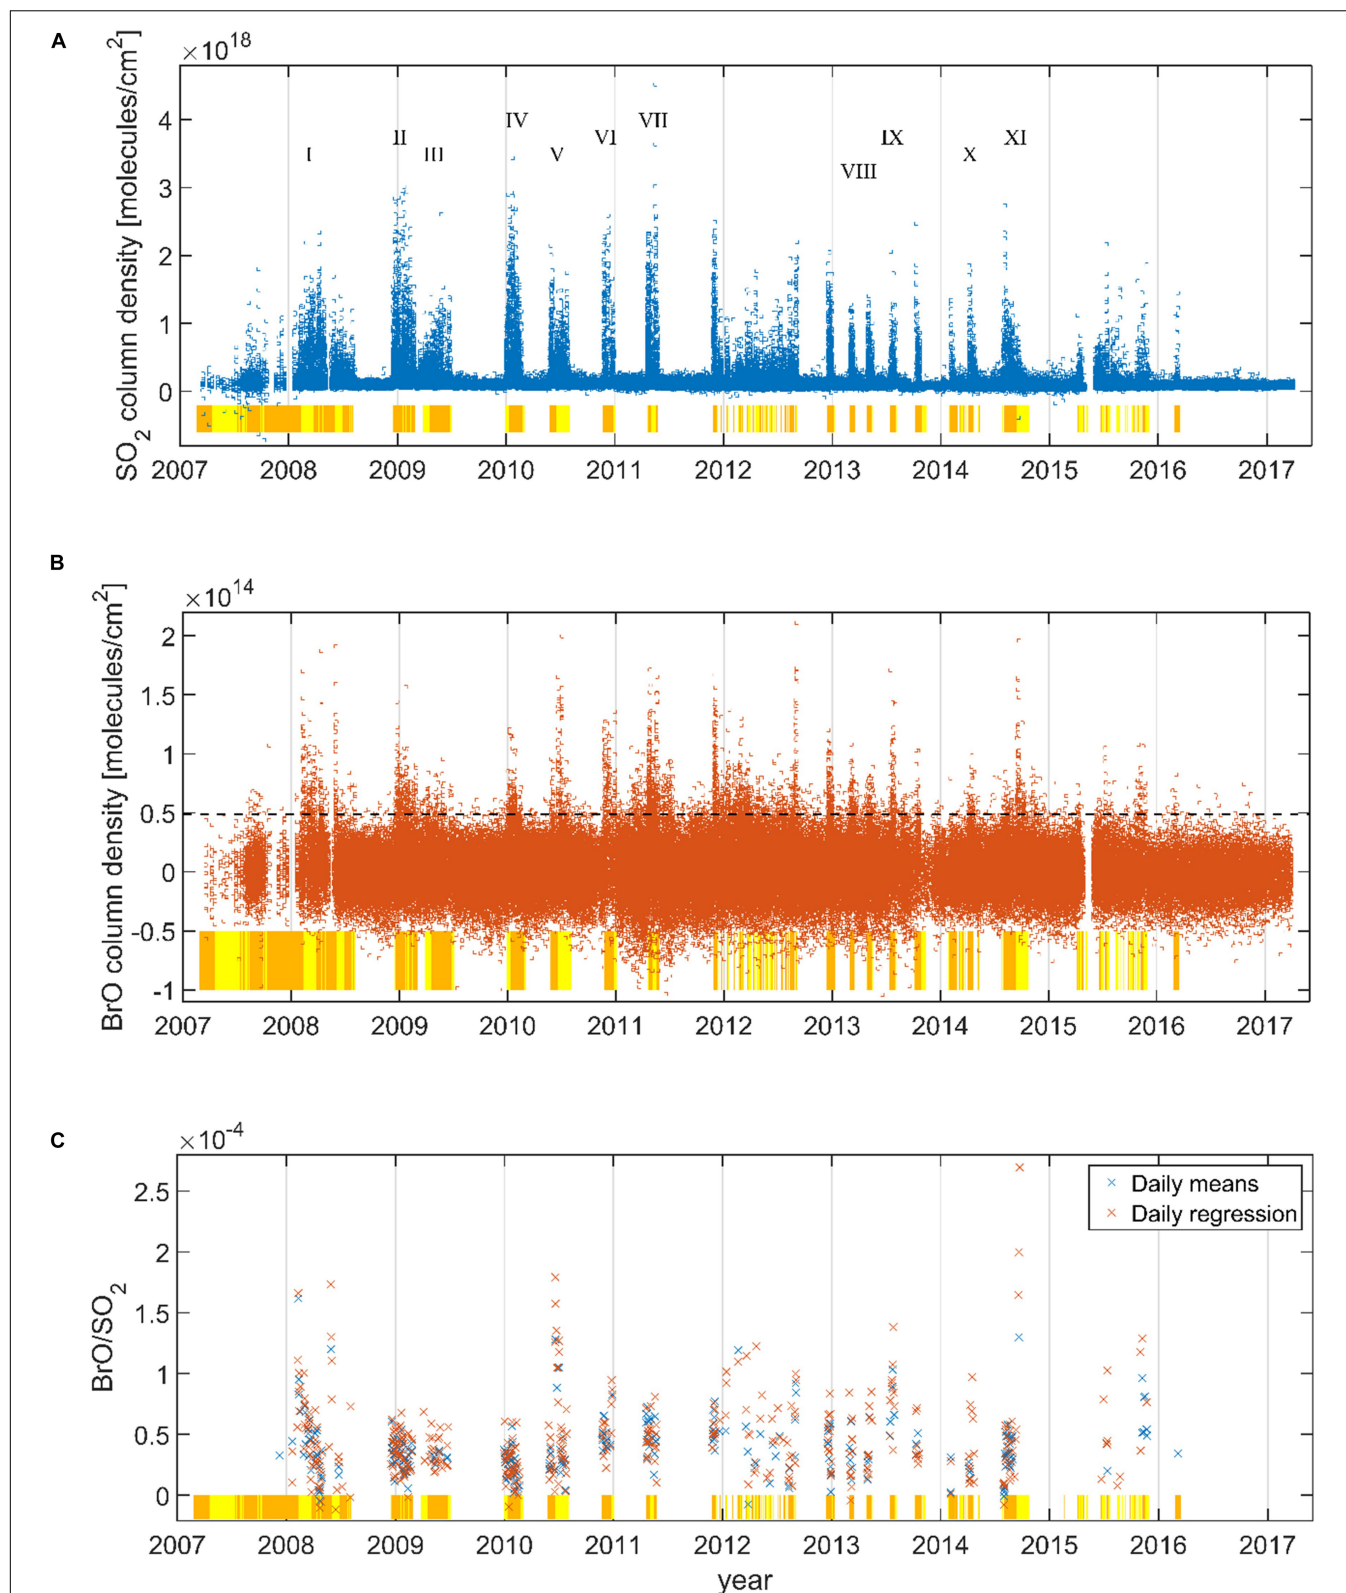 A
×10^18
SO2 column density [molecules/cm^2]
4
3
2
1
0
I
II
III
IV
V
VI
VII
VIII
IX
X
XI
2007 2008 2009 2010 2011 2012 2013 2014 2015 2016 2017
B
×10^14
BrO column density [molecules/cm^2]
2
1.5
1
0.5
0
-0.5
-1
2007 2008 2009 2010 2011 2012 2013 2014 2015 2016 2017
C
×10^-4
BrO/SO2
2.5
2
1.5
1
0.5
0
Daily means
Daily regression
2007 2008 2009 2010 2011 2012 2013 2014 2015 2016 2017
year